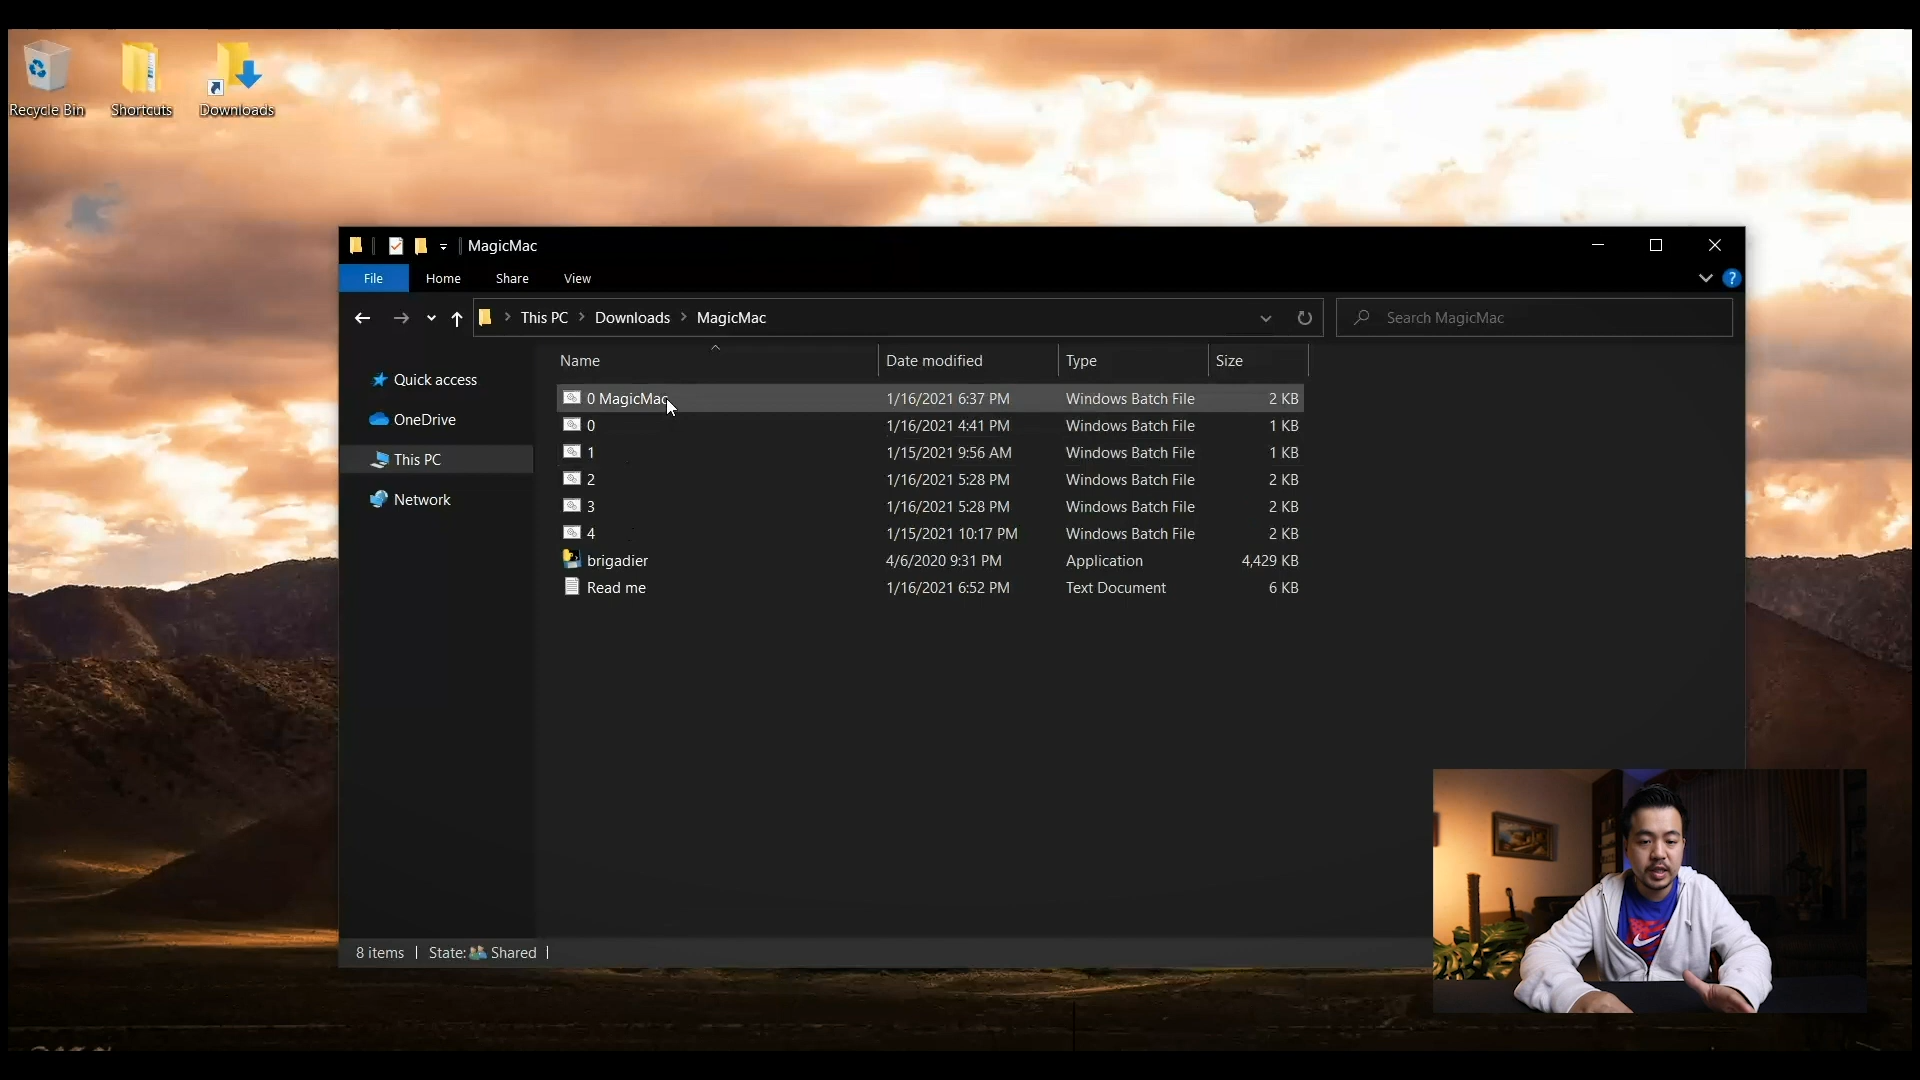 Recycle Bin
Shortcuts
Downloads
MagicMac
File
Home
Share
View
This PC
Downloads
MagicMac
Search MagicMac
Quick access
OneDrive
This PC
Network
Name
Date modified
Type
Size
0 MagicMac 1/16/2021 6:37 PM Windows Batch File 2 KB
0 1/16/2021 4:41 PM Windows Batch File 1 KB
1 1/15/2021 9:56 AM Windows Batch File 1 KB
2 1/16/2021 5:28 PM Windows Batch File 2 KB
3 1/16/2021 5:28 PM Windows Batch File 2 KB
4 1/15/2021 10:17 PM Windows Batch File 2 KB
brigadier 4/6/2020 9:31 PM Application 4,429 KB
Read me 1/16/2021 6:52 PM Text Document 6 KB
8 items
State: Shared